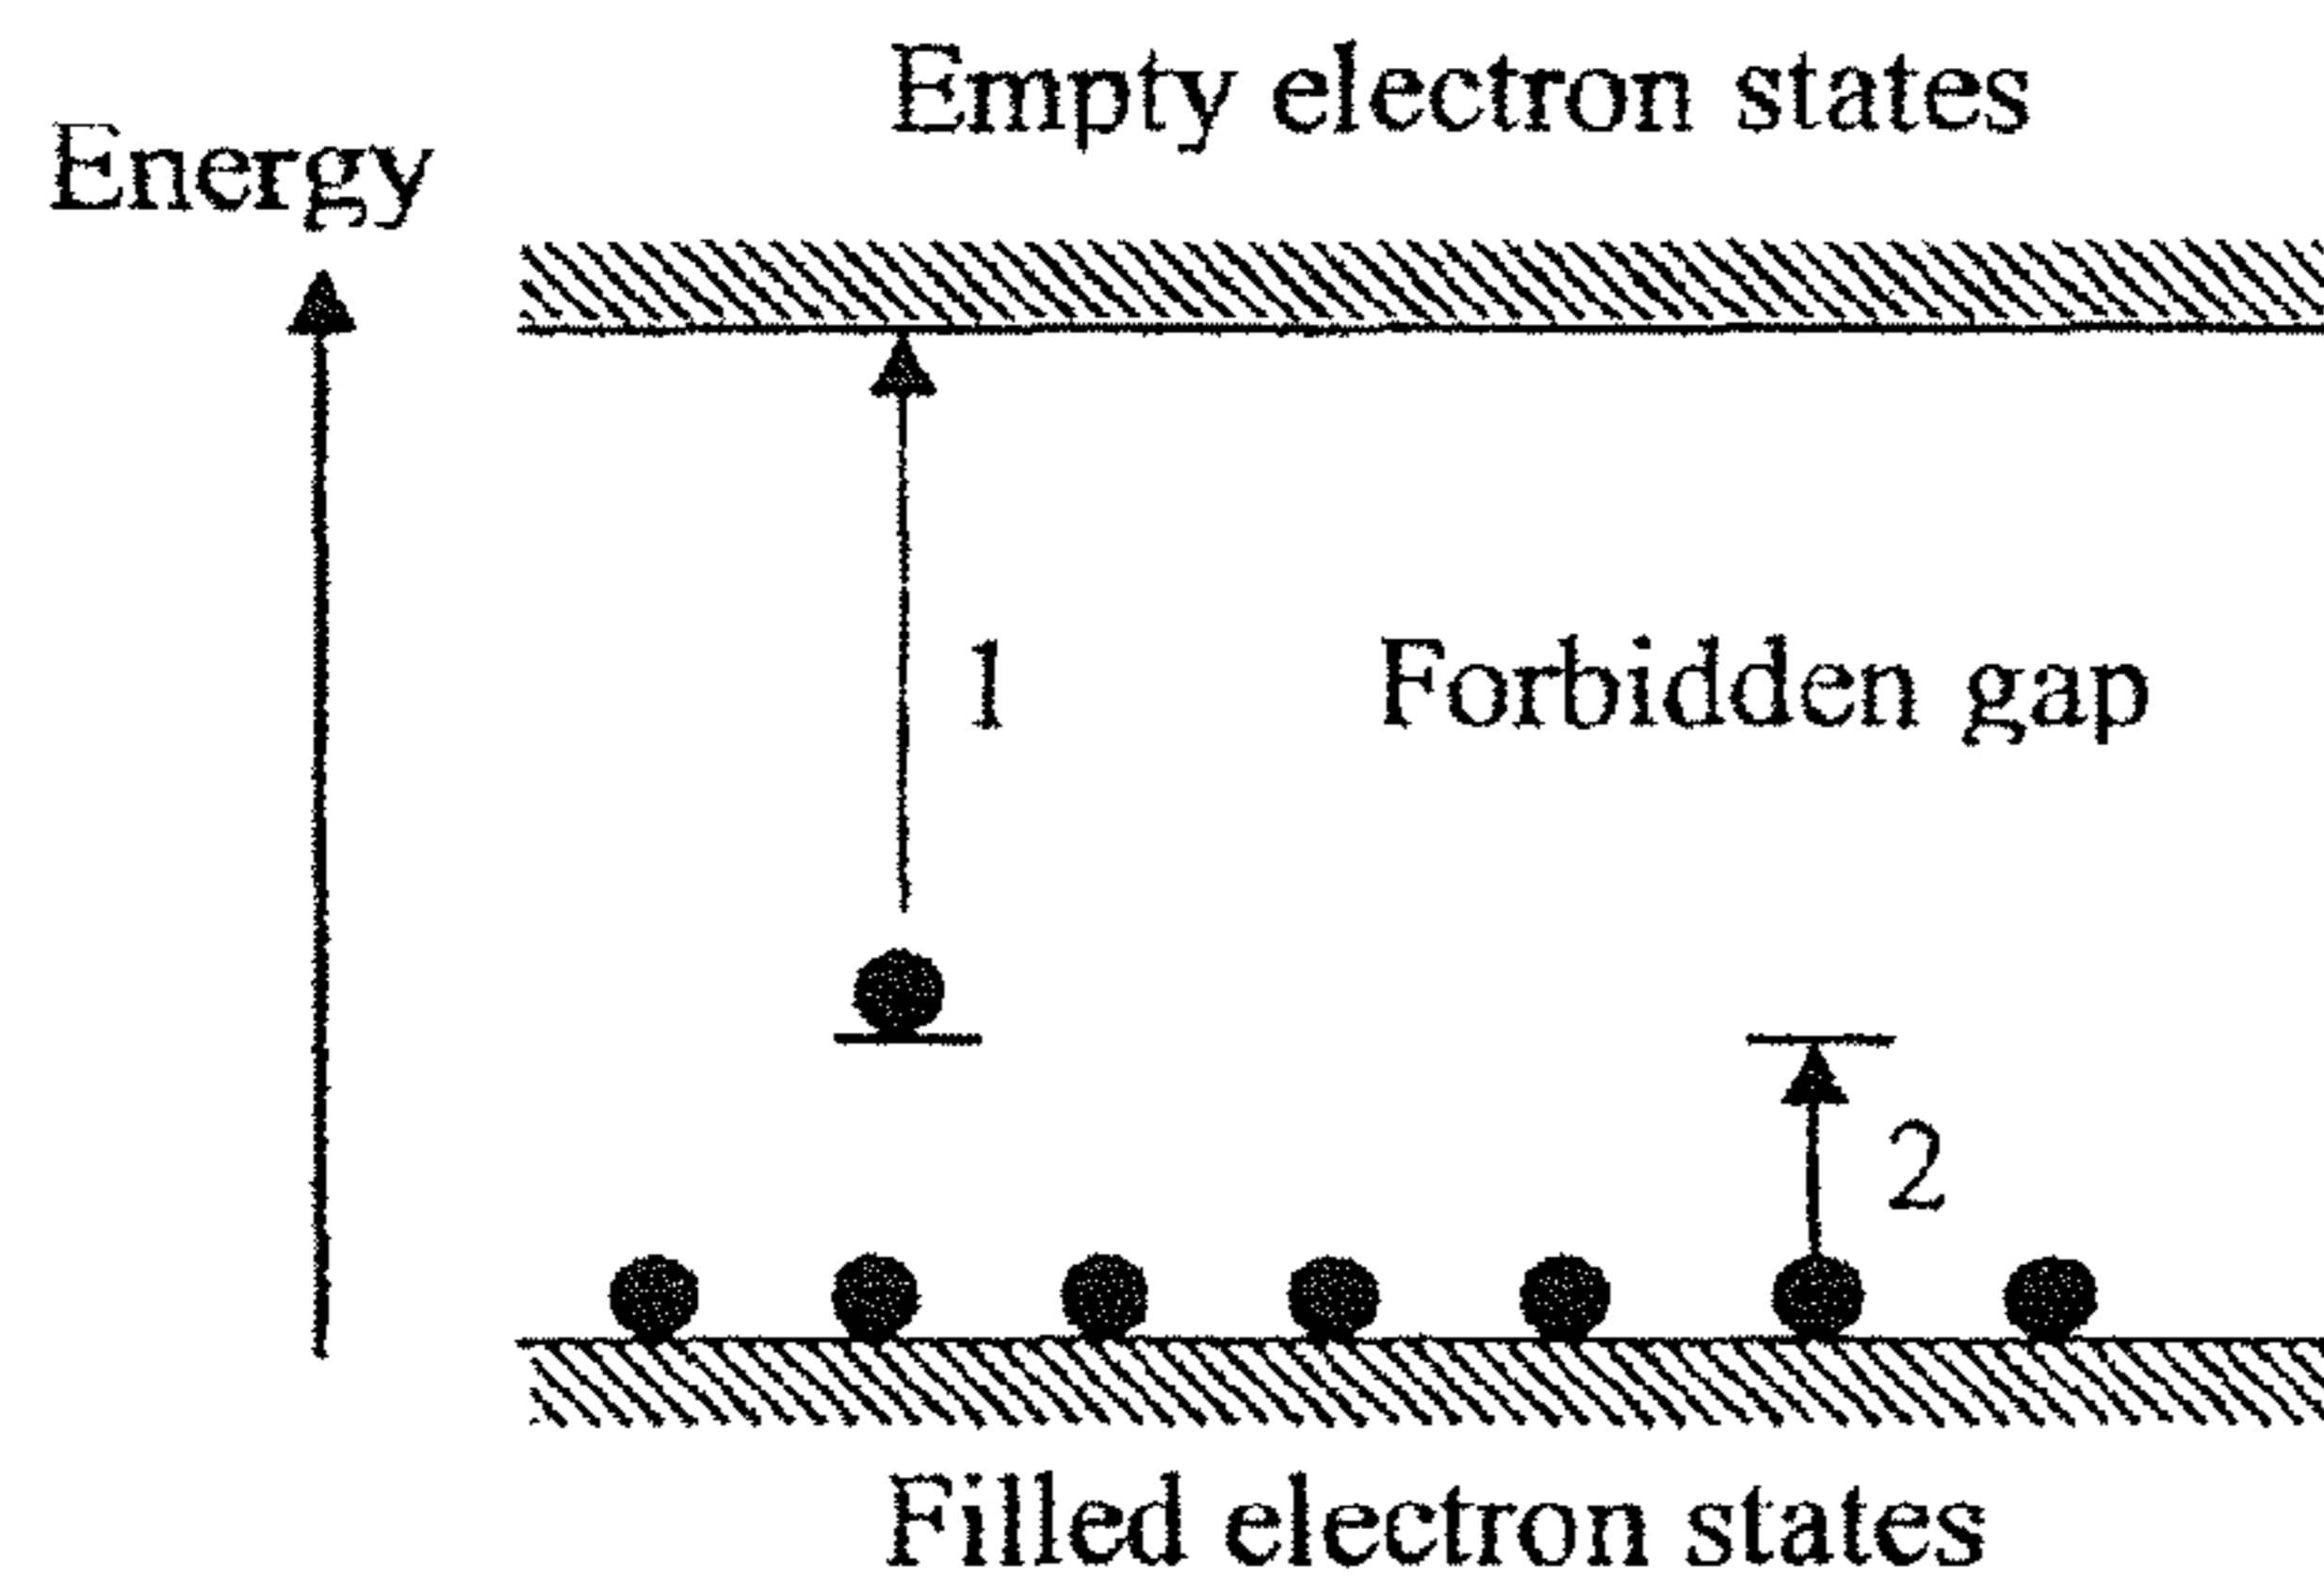 Empty electron states
Energy
1
Forbidden gap
2
Filled electron states